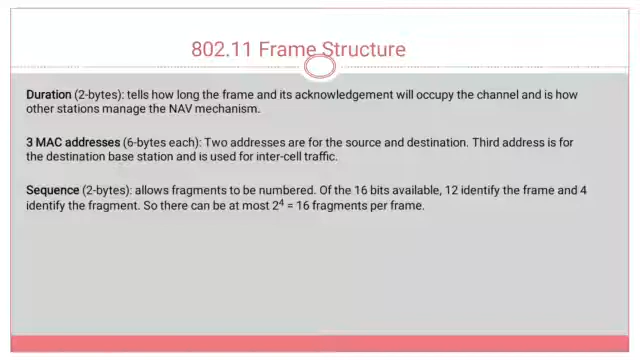 802.11 Frame Structure
Duration (2-bytes): tells how long the frame and its acknowledgement will occupy the channel and is how
other stations manage the NAV mechanism.
3 MAC addresses (6-bytes each): Two addresses are for the source and destination. Third address is for
the destination base station and is used for inter-cell traffic.
Sequence (2-bytes): allows fragments to be numbered. Of the 16 bits available, 12 identify the frame and 4
identify the fragment. So there can be at most 2⁴ = 16 fragments per frame.